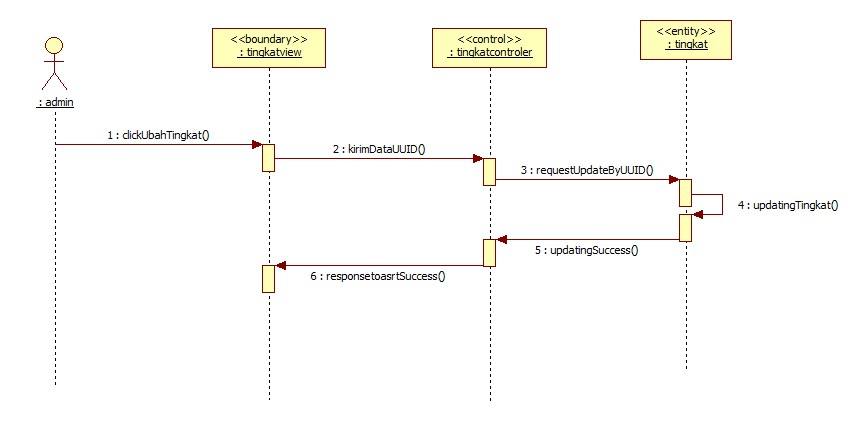 <<boundary>>
: tingkatview
<<control>>
: tingkatcontroler
<<entity>>
: tingkat
: admin
1 : clickUbahTingkat()
2 : kirimDataUUID()
3 : requestUpdateByUUID()
4 : updatingTingkat()
5 : updatingSuccess()
6 : responsetoasrtSuccess()